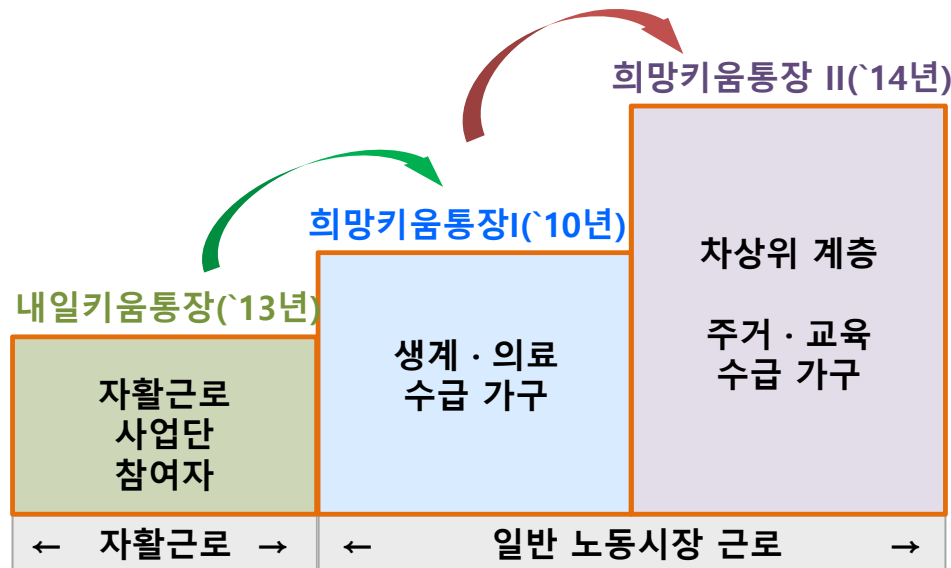 희망키움통장 II(`14년)
희망키움통장I(`10년)
내일키움통장(`13년)
차상위 계층
주거 · 교육
수급 가구
생계 · 의료
수급 가구
자활근로
사업단
참여자
← 자활근로 →
← 일반 노동시장 근로 →